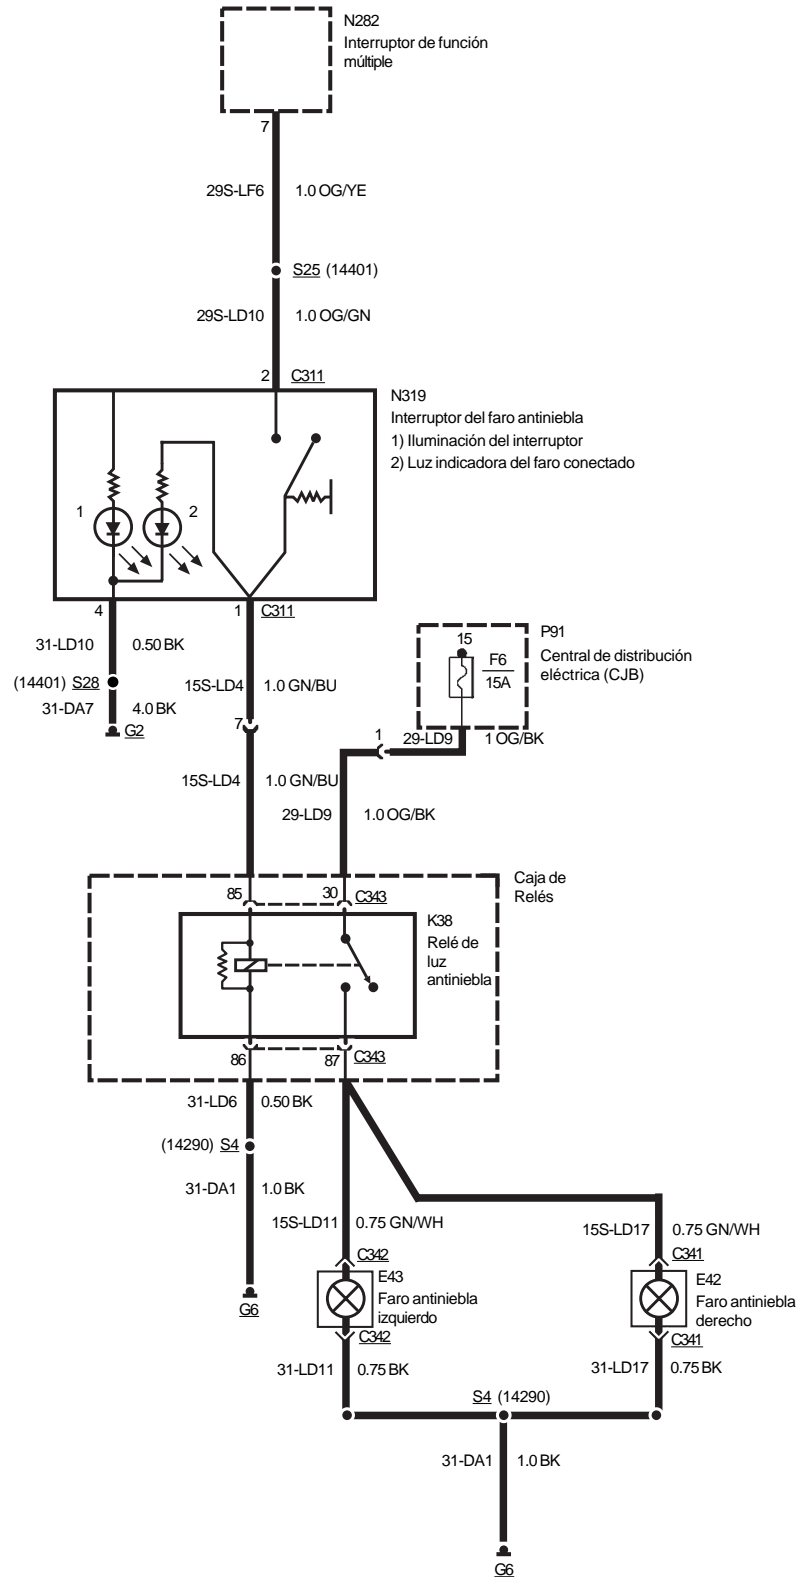 N282
Interruptor de función
múltiple
7
29S-LF6 1.0 OG/YE
S25 (14401)
29S-LD10 1.0 OG/GN
2 C311
N319
Interruptor del faro antiniebla
1) Iluminación del interruptor
2) Luz indicadora del faro conectado
1 2
4 1 C311
31-LD10 0.50 BK
(14401) S28
31-DA7 4.0 BK
G2
15S-LD4 1.0 GN/BU
7
15S-LD4 1.0 GN/BU
P91
Central de distribución
eléctrica (CJB)
15
F6
15A
1 29-LD9 1 OG/BK
29-LD9 1.0 OG/BK
Caja de
Relés
85 30 C343
K38
Relé de
luz
antiniebla
86 87 C343
31-LD6 0.50 BK
(14290) S4
31-DA1 1.0 BK
G6
15S-LD11 0.75 GN/WH
15S-LD17 0.75 GN/WH
C342
E43
Faro antiniebla
izquierdo
C342
C341
E42
Faro antiniebla
derecho
C341
31-LD11 0.75 BK
31-LD17 0.75 BK
S4 (14290)
31-DA1 1.0 BK
G6